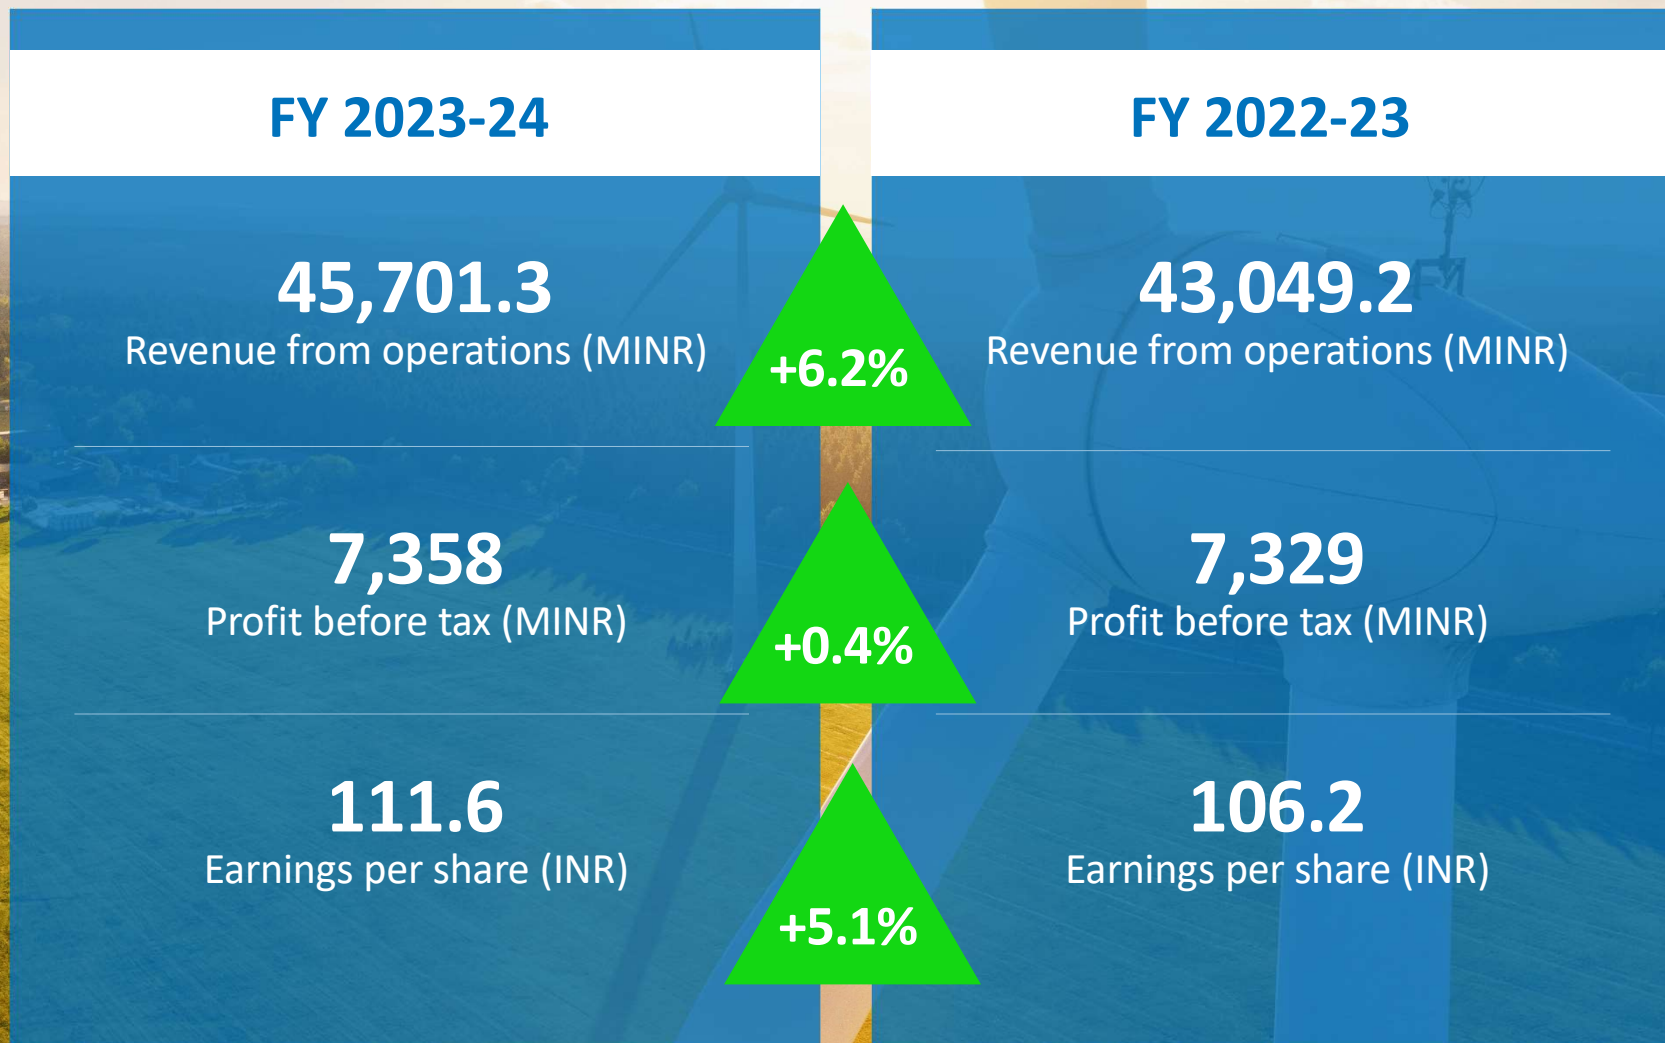 FY 2023-24
45,701.3
Revenue from operations (MINR)
7,358
Profit before tax (MINR)
111.6
Earnings per share (INR)
+6.2%
+0.4%
+5.1%
FY 2022-23
43,049.2
Revenue from operations (MINR)
7,329
Profit before tax (MINR)
106.2
Earnings per share (INR)